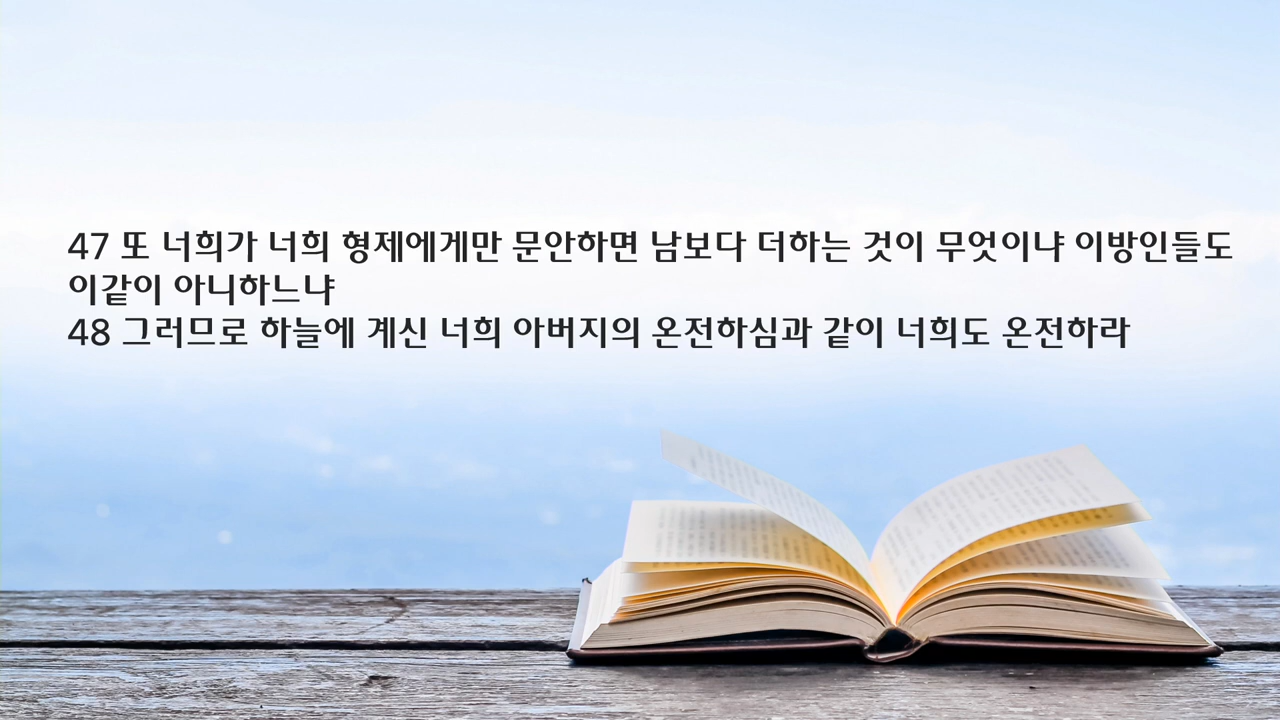 47 또 너희가 너희 형제에게만 문안하면 남보다 더하는 것이 무엇이냐 이방인들도
이같이 아니하느냐
48 그러므로 하늘에 계신 너희 아버지의 온전하심과 같이 너희도 온전하라